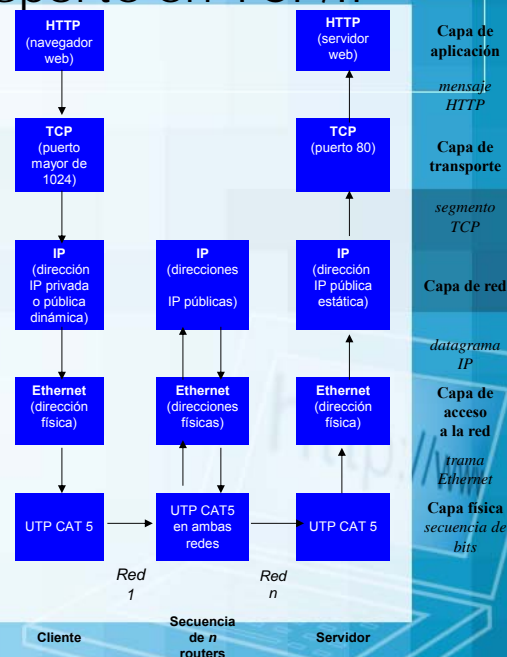 HTTP
(navegador
web)
HTTP
(servidor
web)
Capa de
aplicación
mensaje
HTTP
TCP
(puerto
mayor de
1024)
TCP
(puerto 80)
Capa de
transporte
segmento
TCP
IP
(dirección
IP privada
o pública
dinámica)
IP
(direcciones
IP públicas)
IP
(dirección
IP pública
estática)
Capa de red
datagrama
IP
Ethernet
(dirección
física)
Ethernet
(direcciones
físicas)
Ethernet
(dirección
física)
Capa de
acceso
a la red
trama
Ethernet
UTP CAT 5
UTP CAT5
en ambas
redes
UTP CAT 5
Capa física
secuencia de
bits
Red
1
Red
n
Cliente
Secuencia
de n
routers
Servidor